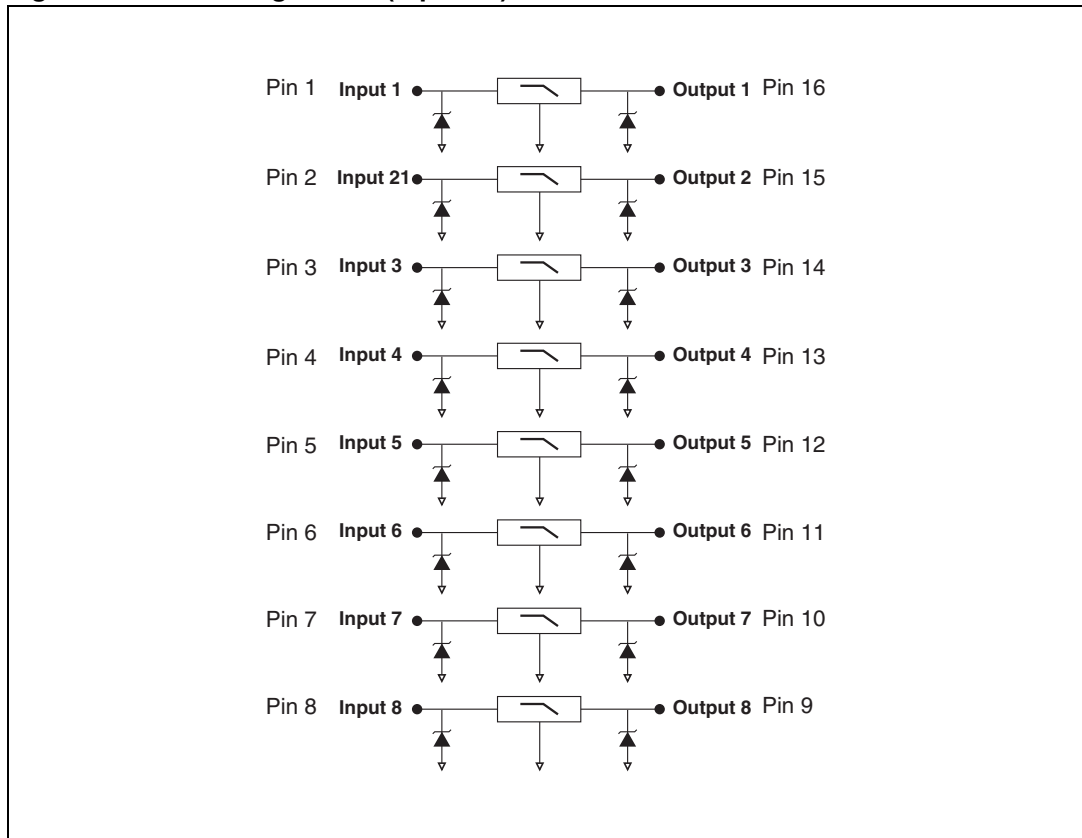 Pin 1 Input 1 Output 1 Pin 16
Pin 2 Input 21 Output 2 Pin 15
Pin 3 Input 3 Output 3 Pin 14
Pin 4 Input 4 Output 4 Pin 13
Pin 5 Input 5 Output 5 Pin 12
Pin 6 Input 6 Output 6 Pin 11
Pin 7 Input 7 Output 7 Pin 10
Pin 8 Input 8 Output 8 Pin 9